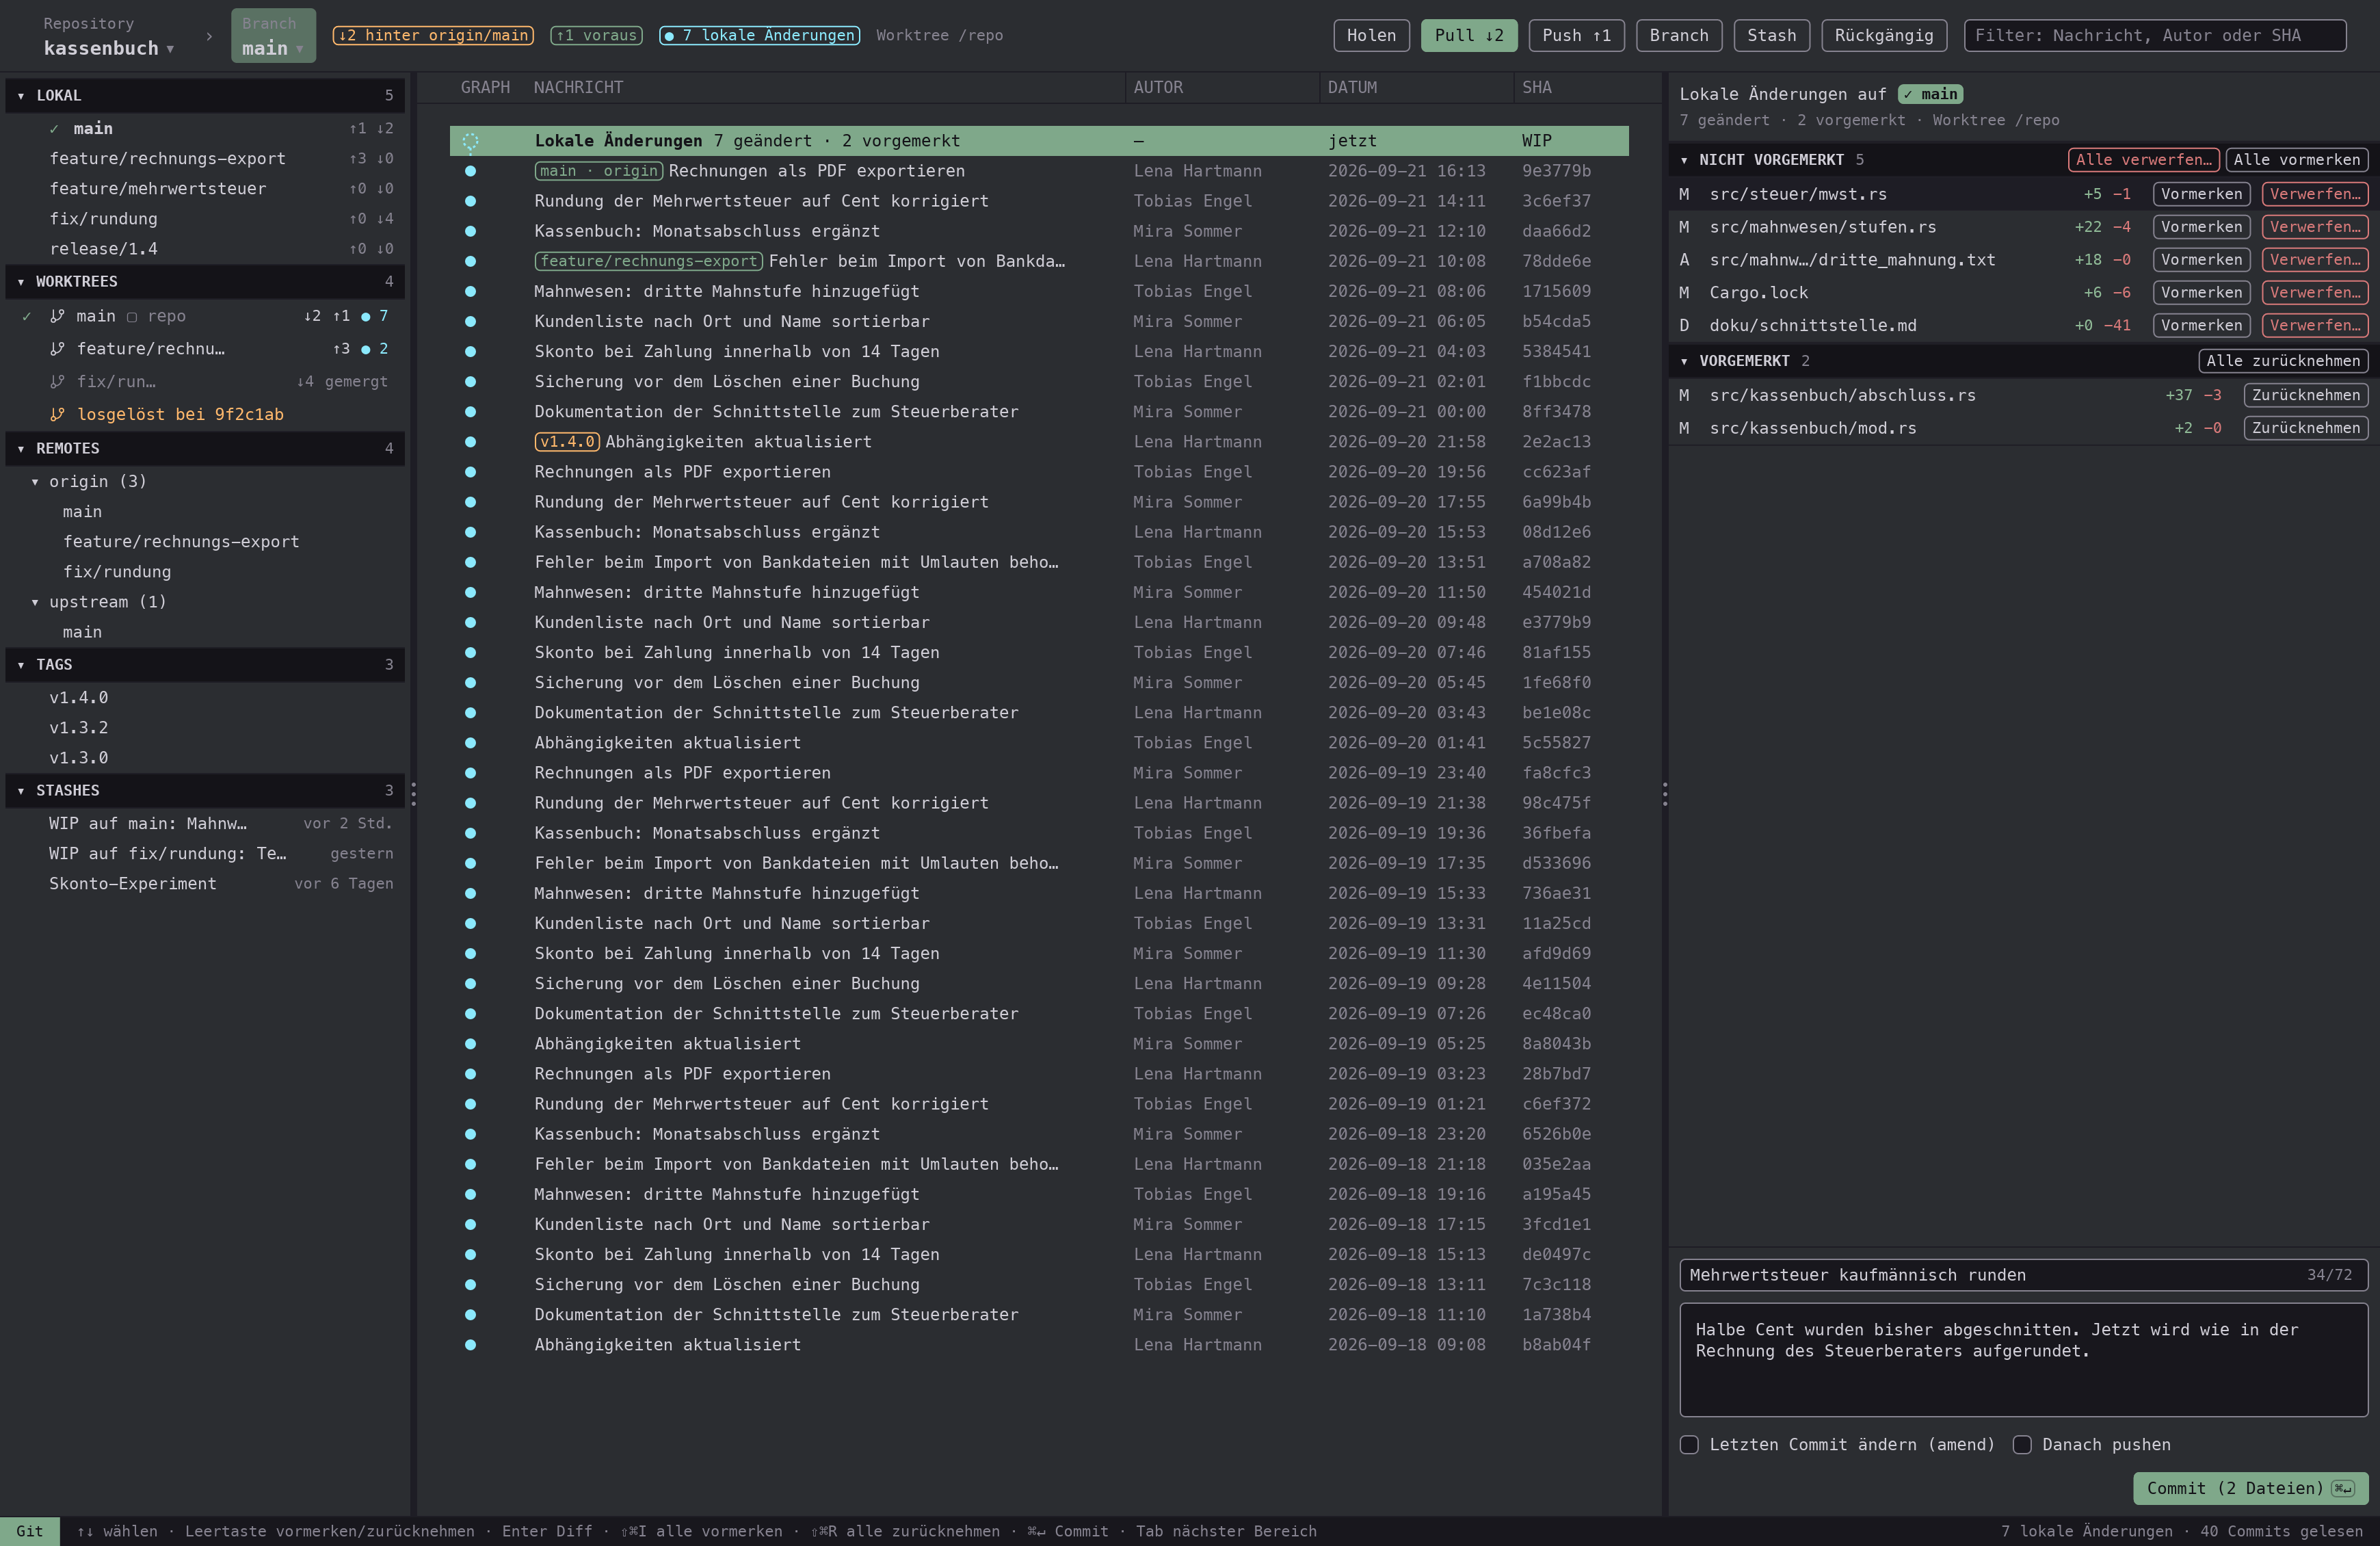 Repository
kassenbuch ▾
›
Branch
main ▾
↓2 hinter origin/main ↑1 voraus ● 7 lokale Änderungen Worktree /repo
Holen Pull ↓2 Push ↑1 Branch Stash Rückgängig Filter: Nachricht, Autor oder SHA
▾ LOKAL 5
✓ main ↑1 ↓2
feature/rechnungs-export ↑3 ↓0
feature/mehrwertsteuer ↑0 ↓0
fix/rundung ↑0 ↓4
release/1.4 ↑0 ↓0
▾ WORKTREES 4
✓ main ▢ repo ↓2 ↑1 ● 7
feature/rechnu… ↑3 ● 2
fix/run… ↓4 gemergt
losgelöst bei 9f2c1ab
▾ REMOTES 4
▾ origin (3)
main
feature/rechnungs-export
fix/rundung
▾ upstream (1)
main
▾ TAGS 3
v1.4.0
v1.3.2
v1.3.0
▾ STASHES 3
WIP auf main: Mahnw… vor 2 Std.
WIP auf fix/rundung: Te… gestern
Skonto-Experiment vor 6 Tagen
GRAPH NACHRICHT AUTOR DATUM SHA
Lokale Änderungen 7 geändert · 2 vorgemerkt — jetzt WIP
main · origin Rechnungen als PDF exportieren Lena Hartmann 2026-09-21 16:13 9e3779b
Rundung der Mehrwertsteuer auf Cent korrigiert Tobias Engel 2026-09-21 14:11 3c6ef37
Kassenbuch: Monatsabschluss ergänzt Mira Sommer 2026-09-21 12:10 daa66d2
feature/rechnungs-export Fehler beim Import von Bankda… Lena Hartmann 2026-09-21 10:08 78dde6e
Mahnwesen: dritte Mahnstufe hinzugefügt Tobias Engel 2026-09-21 08:06 1715609
Kundenliste nach Ort und Name sortierbar Mira Sommer 2026-09-21 06:05 b54cda5
Skonto bei Zahlung innerhalb von 14 Tagen Lena Hartmann 2026-09-21 04:03 5384541
Sicherung vor dem Löschen einer Buchung Tobias Engel 2026-09-21 02:01 f1bbcdc
Dokumentation der Schnittstelle zum Steuerberater Mira Sommer 2026-09-21 00:00 8ff3478
v1.4.0 Abhängigkeiten aktualisiert Lena Hartmann 2026-09-20 21:58 2e2ac13
Rechnungen als PDF exportieren Tobias Engel 2026-09-20 19:56 cc623af
Rundung der Mehrwertsteuer auf Cent korrigiert Mira Sommer 2026-09-20 17:55 6a99b4b
Kassenbuch: Monatsabschluss ergänzt Lena Hartmann 2026-09-20 15:53 08d12e6
Fehler beim Import von Bankdateien mit Umlauten beho… Tobias Engel 2026-09-20 13:51 a708a82
Mahnwesen: dritte Mahnstufe hinzugefügt Mira Sommer 2026-09-20 11:50 454021d
Kundenliste nach Ort und Name sortierbar Lena Hartmann 2026-09-20 09:48 e3779b9
Skonto bei Zahlung innerhalb von 14 Tagen Tobias Engel 2026-09-20 07:46 81af155
Sicherung vor dem Löschen einer Buchung Mira Sommer 2026-09-20 05:45 1fe68f0
Dokumentation der Schnittstelle zum Steuerberater Lena Hartmann 2026-09-20 03:43 be1e08c
Abhängigkeiten aktualisiert Tobias Engel 2026-09-20 01:41 5c55827
Rechnungen als PDF exportieren Mira Sommer 2026-09-19 23:40 fa8cfc3
Rundung der Mehrwertsteuer auf Cent korrigiert Lena Hartmann 2026-09-19 21:38 98c475f
Kassenbuch: Monatsabschluss ergänzt Tobias Engel 2026-09-19 19:36 36fbefa
Fehler beim Import von Bankdateien mit Umlauten beho… Mira Sommer 2026-09-19 17:35 d533696
Mahnwesen: dritte Mahnstufe hinzugefügt Lena Hartmann 2026-09-19 15:33 736ae31
Kundenliste nach Ort und Name sortierbar Tobias Engel 2026-09-19 13:31 11a25cd
Skonto bei Zahlung innerhalb von 14 Tagen Mira Sommer 2026-09-19 11:30 afd9d69
Sicherung vor dem Löschen einer Buchung Lena Hartmann 2026-09-19 09:28 4e11504
Dokumentation der Schnittstelle zum Steuerberater Tobias Engel 2026-09-19 07:26 ec48ca0
Abhängigkeiten aktualisiert Mira Sommer 2026-09-19 05:25 8a8043b
Rechnungen als PDF exportieren Lena Hartmann 2026-09-19 03:23 28b7bd7
Rundung der Mehrwertsteuer auf Cent korrigiert Tobias Engel 2026-09-19 01:21 c6ef372
Kassenbuch: Monatsabschluss ergänzt Mira Sommer 2026-09-18 23:20 6526b0e
Fehler beim Import von Bankdateien mit Umlauten beho… Lena Hartmann 2026-09-18 21:18 035e2aa
Mahnwesen: dritte Mahnstufe hinzugefügt Tobias Engel 2026-09-18 19:16 a195a45
Kundenliste nach Ort und Name sortierbar Mira Sommer 2026-09-18 17:15 3fcd1e1
Skonto bei Zahlung innerhalb von 14 Tagen Lena Hartmann 2026-09-18 15:13 de0497c
Sicherung vor dem Löschen einer Buchung Tobias Engel 2026-09-18 13:11 7c3c118
Dokumentation der Schnittstelle zum Steuerberater Mira Sommer 2026-09-18 11:10 1a738b4
Abhängigkeiten aktualisiert Lena Hartmann 2026-09-18 09:08 b8ab04f
Lokale Änderungen auf ✓ main
7 geändert · 2 vorgemerkt · Worktree /repo
▾ NICHT VORGEMERKT 5 Alle verwerfen… Alle vormerken
M src/steuer/mwst.rs +5 −1 Vormerken Verwerfen…
M src/mahnwesen/stufen.rs +22 −4 Vormerken Verwerfen…
A src/mahnw…/dritte_mahnung.txt +18 −0 Vormerken Verwerfen…
M Cargo.lock +6 −6 Vormerken Verwerfen…
D doku/schnittstelle.md +0 −41 Vormerken Verwerfen…
▾ VORGEMERKT 2 Alle zurücknehmen
M src/kassenbuch/abschluss.rs +37 −3 Zurücknehmen
M src/kassenbuch/mod.rs +2 −0 Zurücknehmen
Mehrwertsteuer kaufmännisch runden 34/72
Halbe Cent wurden bisher abgeschnitten. Jetzt wird wie in der
Rechnung des Steuerberaters aufgerundet.
Letzten Commit ändern (amend) Danach pushen
Commit (2 Dateien) ⌘↵
Git ↑↓ wählen · Leertaste vormerken/zurücknehmen · Enter Diff · ⇧⌘I alle vormerken · ⇧⌘R alle zurücknehmen · ⌘↵ Commit · Tab nächster Bereich
7 lokale Änderungen · 40 Commits gelesen